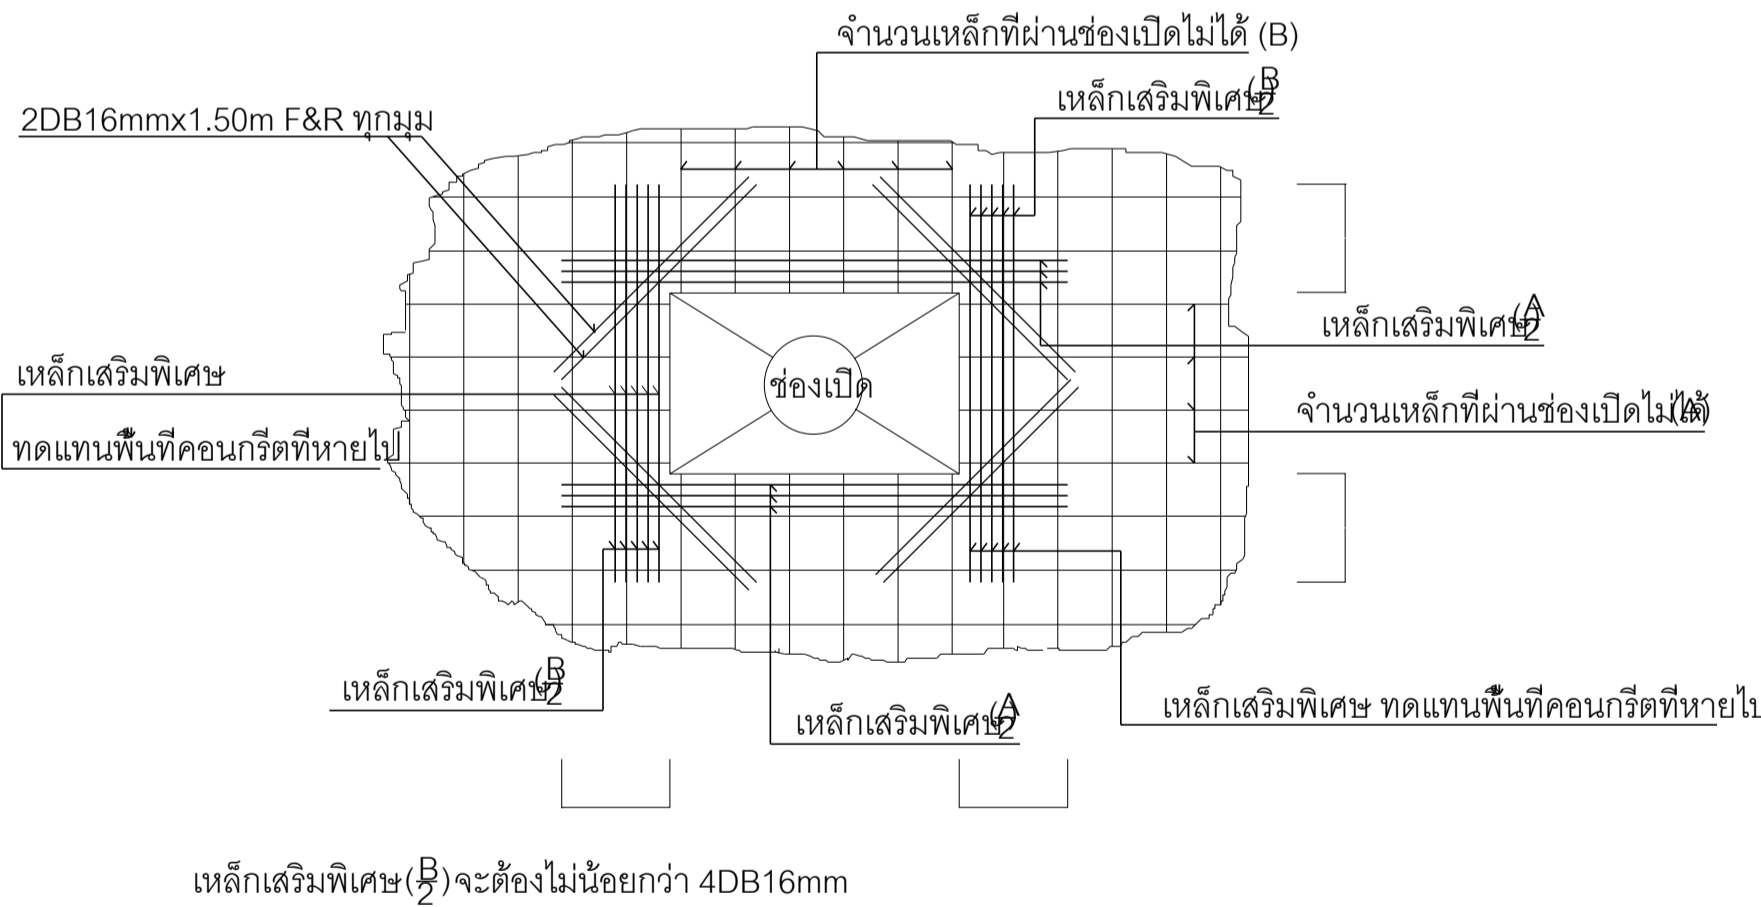 จำนวนเหล็กที่ผ่านช่องเปิดไม่ได้ (B)
เหล็กเสริมพิเศษ(B/2)
2DB16mmx1.50m F&R ทุกมุม
เหล็กเสริมพิเศษ(A/2)
เหล็กเสริมพิเศษ
ช่องเปิด
จำนวนเหล็กที่ผ่านช่องเปิดไม่ได้(A)
ทดแทนพื้นที่คอนกรีตที่หายไป
เหล็กเสริมพิเศษ(B/2)
เหล็กเสริมพิเศษ(A/2)
เหล็กเสริมพิเศษ ทดแทนพื้นที่คอนกรีตที่หายไป
เหล็กเสริมพิเศษ(B/2)จะต้องไม่น้อยกว่า 4DB16mm